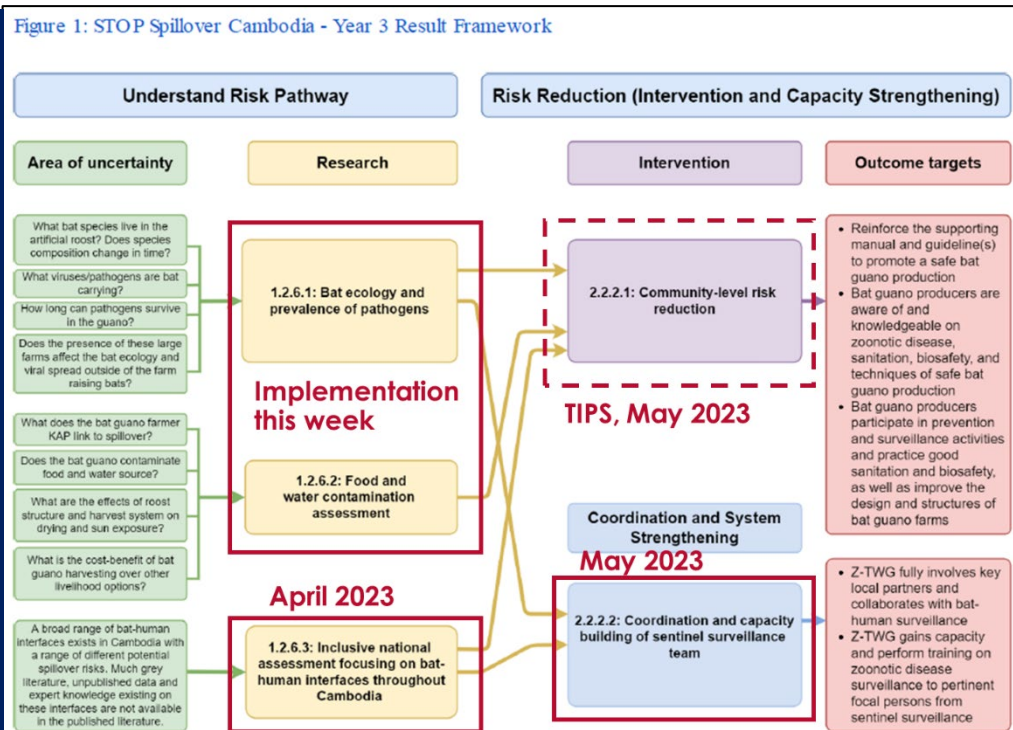 Figure 1: STOP Spillover Cambodia - Year 3 Result Framework
Understand Risk Pathway
Risk Reduction (Intervention and Capacity Strengthening)
Area of uncertainty
Research
Intervention
Outcome targets
What bat species live in the
artificial roost? Does species
composition change in time?
What viruses/pathogens are bat
carrying?
How long can pathogens survive
in the guano?
Does the presence of these large
farms affect the bat ecology and
viral spread outside of the farm
raising bats?
1.2.6.1: Bat ecology and
prevalence of pathogens
Implementation
this week
What does the bat guano farmer
KAP link to spillover?
Does the bat guano contaminate
food and water source?
What are the effects of roost
structure and harvest system on
drying and sun exposure?
What is the cost-benefit of bat
guano harvesting over other
livelihood options?
1.2.6.2: Food and
water contamination
assessment
April 2023
A broad range of bat-human
interfaces exists in Cambodia with
a range of different potential
spillover risks. Much grey
literature, unpublished data and
expert knowledge existing on
these interfaces are not available
in the published literature.
1.2.6.3: Inclusive national
assessment focusing on bat-
human interfaces throughout
Cambodia
2.2.2.1: Community-level risk
reduction
TIPS, May 2023
Coordination and System
Strengthening
May 2023
2.2.2.2: Coordination and capacity
building of sentinel surveillance
team
• Reinforce the supporting
manual and guideline(s)
to promote a safe bat
guano production
• Bat guano producers are
aware of and
knowledgeable on
zoonotic disease,
sanitation, biosafety, and
techniques of safe bat
guano production
• Bat guano producers
participate in prevention
and surveillance activities
and practice good
sanitation and biosafety,
as well as improve the
design and structures of
bat guano farms
• Z-TWG fully involves key
local partners and
collaborates with bat-
human surveillance
• Z-TWG gains capacity
and perform training on
zoonotic disease
surveillance to pertinent
focal persons from
sentinel surveillance